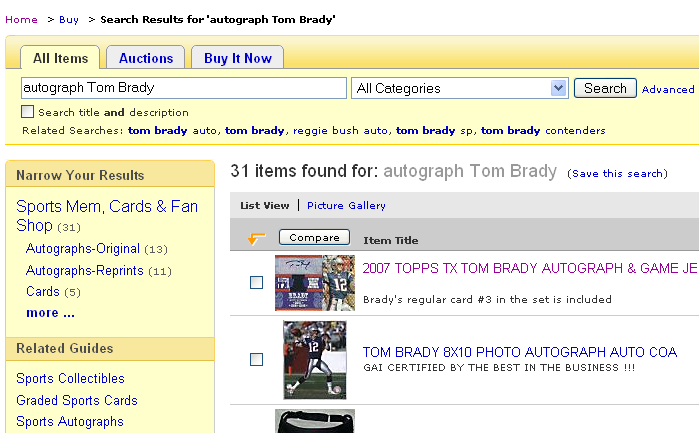 Home > Buy > Search Results for 'autograph Tom Brady'
All Items Auctions Buy It Now
autograph Tom Brady All Categories Search Advanced
Search title and description
Related Searches: tom brady auto, tom brady, reggie bush auto, tom brady sp, tom brady contenders
Narrow Your Results
Sports Mem, Cards & Fan
Shop (31)
Autographs-Original (13)
Autographs-Reprints (11)
Cards (5)
more ...
Related Guides
Sports Collectibles
Graded Sports Cards
Sports Autographs
31 items found for: autograph Tom Brady (Save this search)
List View | Picture Gallery
Compare Item Title
2007 TOPPS TX TOM BRADY AUTOGRAPH & GAME JE
Brady's regular card #3 in the set is included
BRADY
12
TOM BRADY 8X10 PHOTO AUTOGRAPH AUTO COA
GAI CERTIFIED BY THE BEST IN THE BUSINESS !!!
12